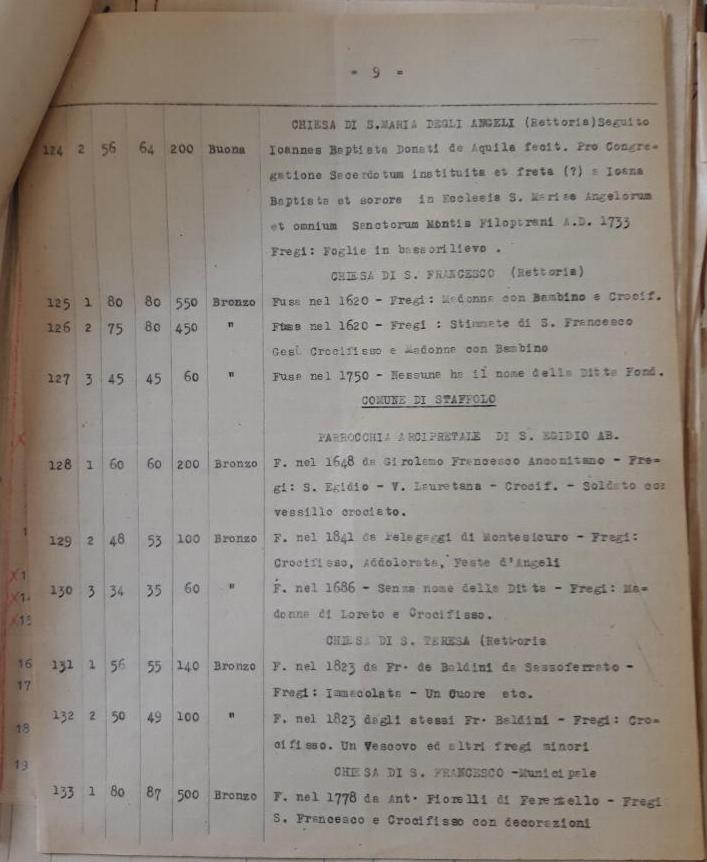 = 9 =
CHIESA DI S.MARIA DEGLI ANGELI (Rettoria)Seguito
124 2 56 64 200 Buona Ioannes Baptista Donati de Aquila fecit. Pro Congre=
gatione Sacerdotum instituita et freta (?) a Ioana
Baptista et sorore in Ecclesia S. Mariae Angelorum
et omnium Sanctorum Montis Filoptrani A.D. 1733
Fregi: Foglie in bassorilievo .
CHIESA DI S. FRANCESCO (Rettoria)
125 1 80 80 550 Bronzo Fusa nel 1620 - Fregi: Madonna con Bambino e Crocif.
126 2 75 80 450 " Fusa nel 1620 - Fregi : Stimmate di S. Francesco
Gesù Crocifisso e Madonna con Bambino
127 3 45 45 60 " Fusa nel 1750 - Nessuna ha il nome della Ditta Fond.
COMUNE DI STAFFOLO
PARROCCHIA ARCIPRETALE DI S. EGIDIO AB.
128 1 60 60 200 Bronzo F. nel 1648 da Girolamo Francesco Anconitano - Fre=
gi: S. Egidio - V. Lauretana - Crocif. - Soldato con
vessillo crociato.
129 2 48 53 100 Bronzo F. nel 1841 da Pelagaggi di Montesicuro - Fregi:
Crocifisso, Addolorata, Teste d'Angeli
130 3 34 35 60 " F. nel 1686 - Senza nome della Ditta - Fregi: Ma=
donna di Loreto e Crocifisso.
CHIESA DI S. TERESA (Rettoria
131 1 56 55 140 Bronzo F. nel 1823 da Fr. de Baldini da Sassoferrato -
Fregi: Immacolata - Un Cuore etc.
132 2 50 49 100 " F. nel 1823 dagli stessi Fr. Baldini - Fregi: Cro=
cifisso. Un Vescovo ed altri fregi minori
CHIESA DI S. FRANCESCO -Municipale
133 1 80 87 500 Bronzo F. nel 1778 da Ant. Fiorelli di - Fregi
S. Francesco e Crocifisso con decorazioni
16
17
18
19